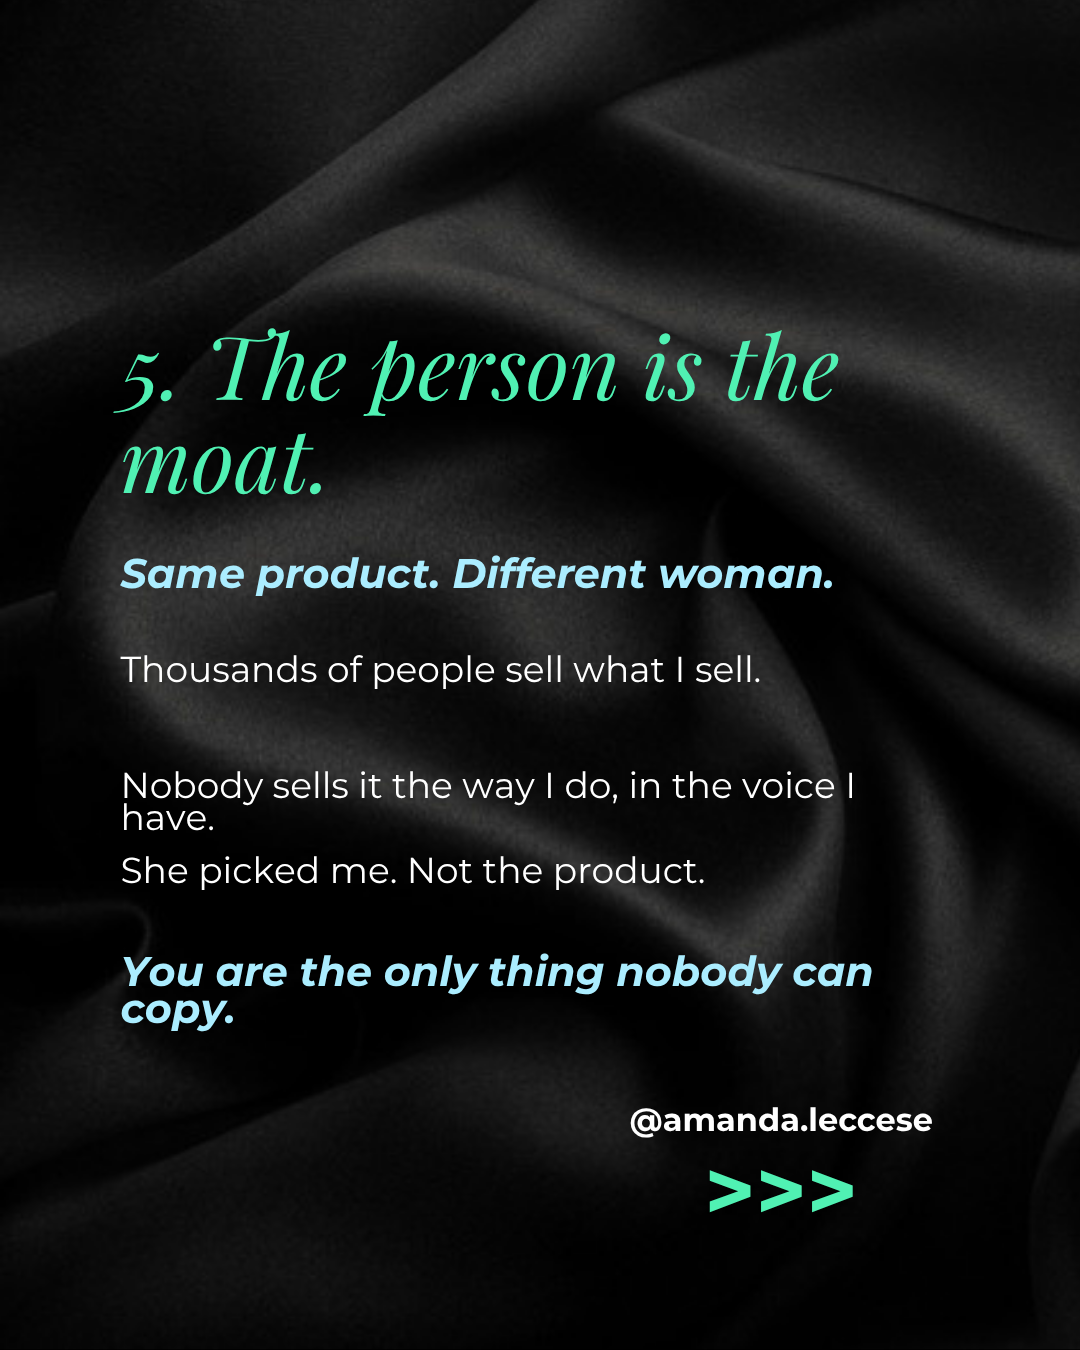 5. The person is the
moat.
Same product. Different woman.
Thousands of people sell what I sell.
Nobody sells it the way I do, in the voice I
have.
She picked me. Not the product.
You are the only thing nobody can
copy.
@amanda.leccese
>>>